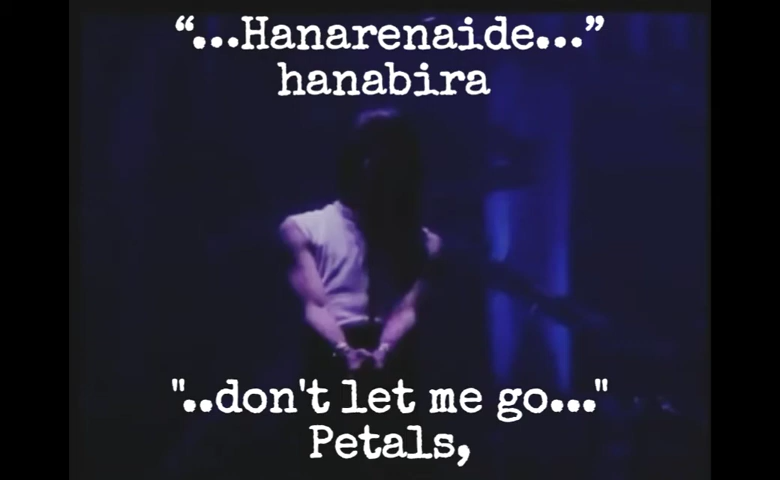 “...Hanarenaide...”
hanabira
"..don't let me go..."
Petals,